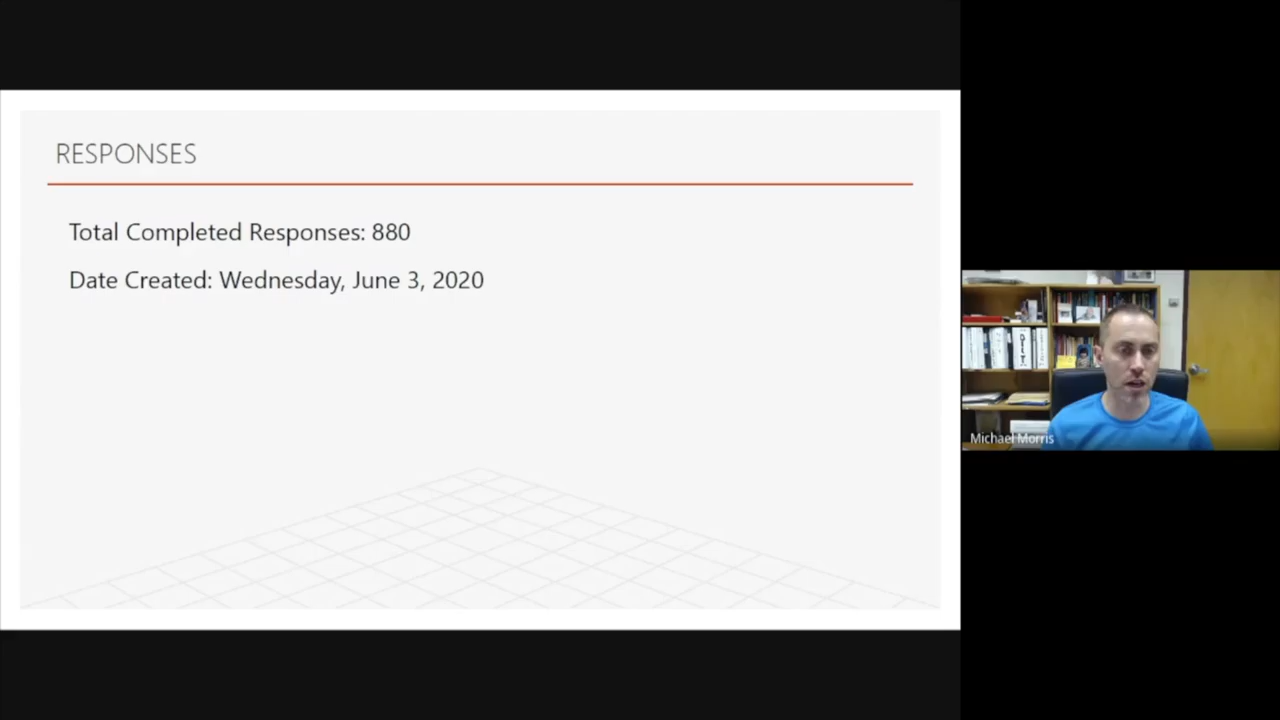 RESPONSES
Total Completed Responses: 880
Date Created: Wednesday, June 3, 2020
Michael Morris